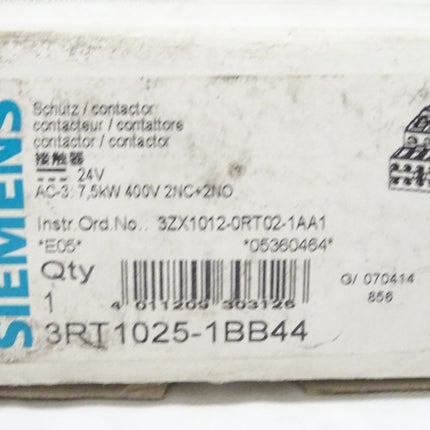 SIEMENS
Schutz / contactor
contacteur / contattore
contactor / contactor
接触器
24V
AC-3: 7,5kW 400V 2NC+2NO
Instr.Ord.No.: 3ZX1012-0RT02-1AA1
*E05* *05360464*
Qty
1
4 011209 303126
G/ 070414
856
3RT1025-1BB44